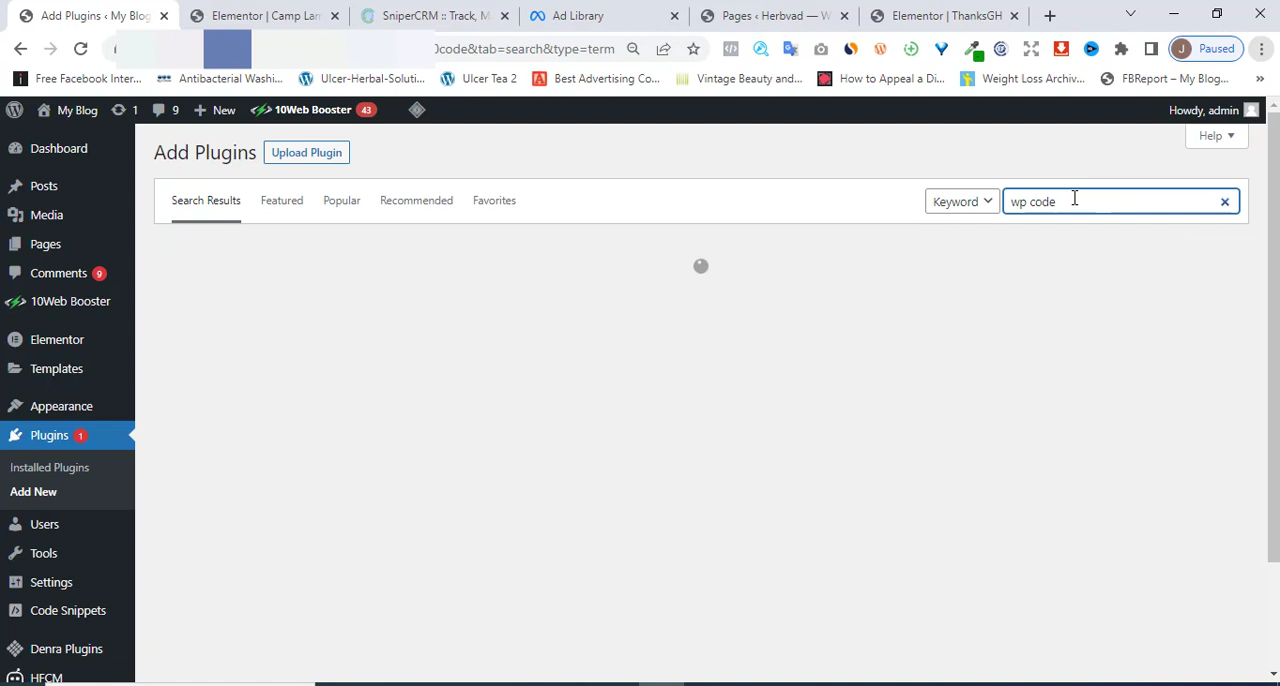 Add Plugins ‹ My Blog
Elementor | Camp Lan
SniperCRM :: Track, M
Ad Library
Pages ‹ Herbvad — W
Elementor | ThanksGH
0code&tab=search&type=term
J Paused
Free Facebook Inter...
Antibacterial Washi...
Ulcer-Herbal-Soluti...
Ulcer Tea 2
Best Advertising Co...
Vintage Beauty and...
How to Appeal a Di...
Weight Loss Archiv...
FBReport – My Blog...
»
My Blog 1 9 + New 10Web Booster 43
Howdy, admin
Help
Dashboard
Posts
Media
Pages
Comments 9
10Web Booster
Elementor
Templates
Appearance
Plugins 1
Installed Plugins
Add New
Users
Tools
Settings
Code Snippets
Denra Plugins
HFCM
Add Plugins Upload Plugin
Search Results Featured Popular Recommended Favorites
Keyword wp code